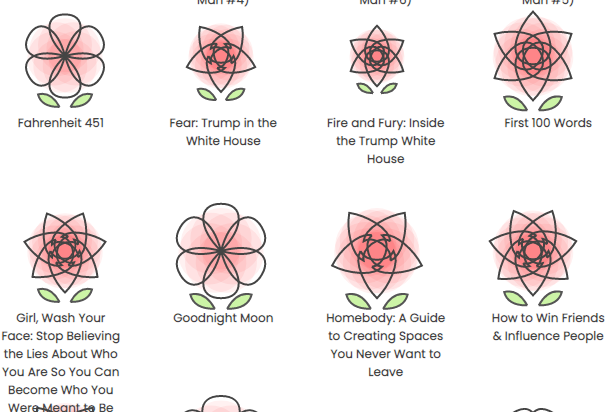 Man #4)
Man #6)
Man #5)
Fahrenheit 451
Fear: Trump in the
White House
Fire and Fury: Inside
the Trump White
House
First 100 Words
Girl, Wash Your
Face: Stop Believing
the Lies About Who
You Are So You Can
Become Who You
Were Meant to Be
Goodnight Moon
Homebody: A Guide
to Creating Spaces
You Never Want to
Leave
How to Win Friends
& Influence People